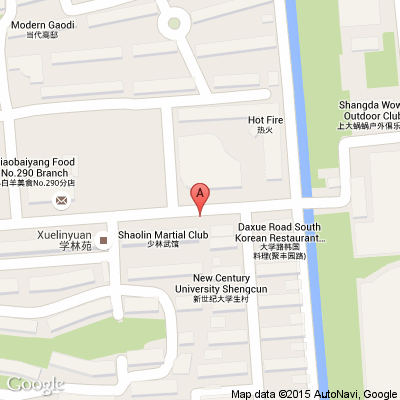 Modern Gaodi
当代高邸
Hot Fire
热火
Shangda Wow
Outdoor Club
上大蜗蜗户外俱乐
iaobaiyang Food
No.290 Branch
白羊美食No.290分店
A
Xuelinyuan
学林苑
Shaolin Martial Club
少林武馆
Daxue Road South
Korean Restaurant...
大学路韩国
料理(聚丰园路)
New Century
University Shengcun
新世纪大学生村
Google
©2015 AutoNavi, Google